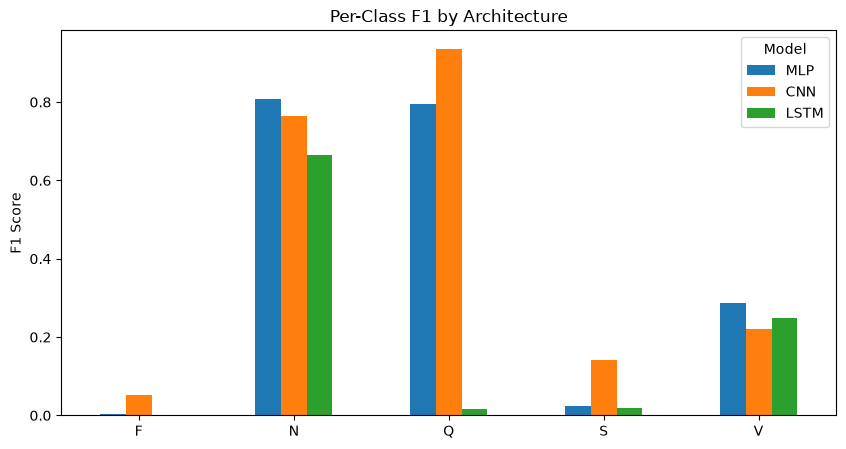 Per-Class F1 by Architecture
Model
MLP
CNN
LSTM
F1 Score
0.8
0.6
0.4
0.2
0.0
F N Q S V